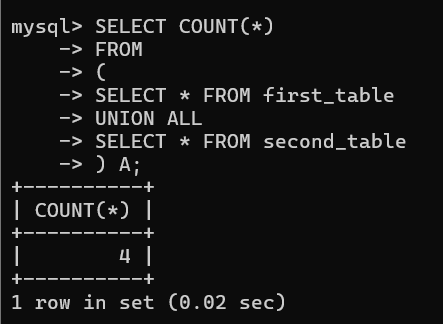 mysql> SELECT COUNT(*)
    -> FROM
    -> (
    -> SELECT * FROM first_table
    -> UNION ALL
    -> SELECT * FROM second_table
    -> ) A;
+----------+
| COUNT(*) |
+----------+
|        4 |
+----------+
1 row in set (0.02 sec)